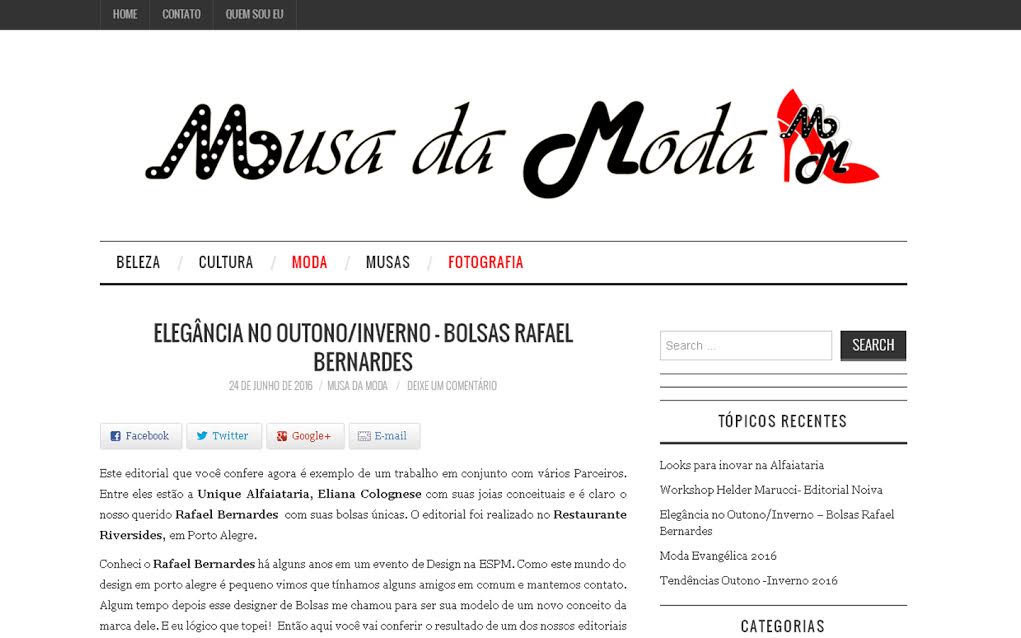 HOME
CONTATO
QUEM SOU EU
Musa da Moda MM
BELEZA / CULTURA / MODA / MUSAS / FOTOGRAFIA
ELEGÂNCIA NO OUTONO/INVERNO - BOLSAS RAFAEL
BERNARDES
24 DE JUNHO DE 2016 / MUSA DA MODA / DEIXE UM COMENTÁRIO
Facebook
Twitter
Google+
E-mail
Este editorial que você confere agora é exemplo de um trabalho em conjunto com vários Parceiros.
Entre eles estão a Unique Alfaiataria, Eliana Colognese com suas joias conceituais e é claro o
nosso querido Rafael Bernardes com suas bolsas únicas. O editorial foi realizado no Restaurante
Riversides, em Porto Alegre.
Conheci o Rafael Bernardes há alguns anos em um evento de Design na ESPM. Como este mundo do
design em porto alegre é pequeno vimos que tínhamos alguns amigos em comum e mantemos contato.
Algum tempo depois esse designer de Bolsas me chamou para ser sua modelo de um novo conceito da
marca dele. E eu lógico que topei! Então aqui você vai conferir o resultado de um dos nossos editoriais
Search ...
SEARCH
TÓPICOS RECENTES
Looks para inovar na Alfaiataria
Workshop Helder Marucci- Editorial Noiva
Elegância no Outono/Inverno – Bolsas Rafael
Bernardes
Moda Evangélica 2016
Tendências Outono -Inverno 2016
CATEGORIAS